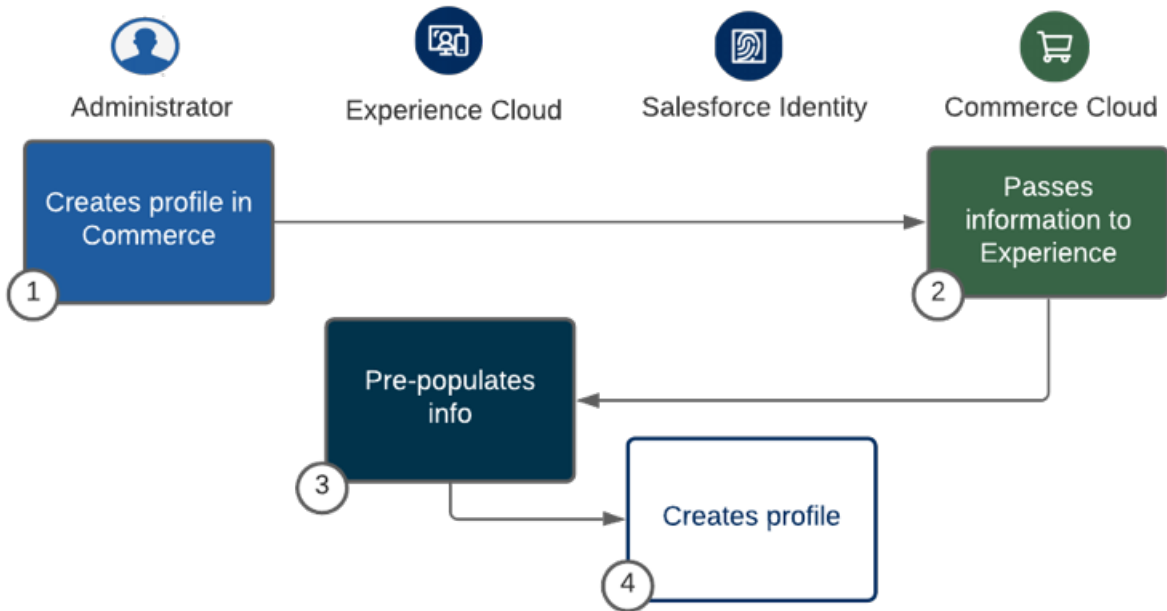 Administrator
Experience Cloud
Salesforce Identity
Commerce Cloud
Creates profile in
Commerce
1
Passes
information to
Experience
2
Pre-populates
info
3
Creates profile
4